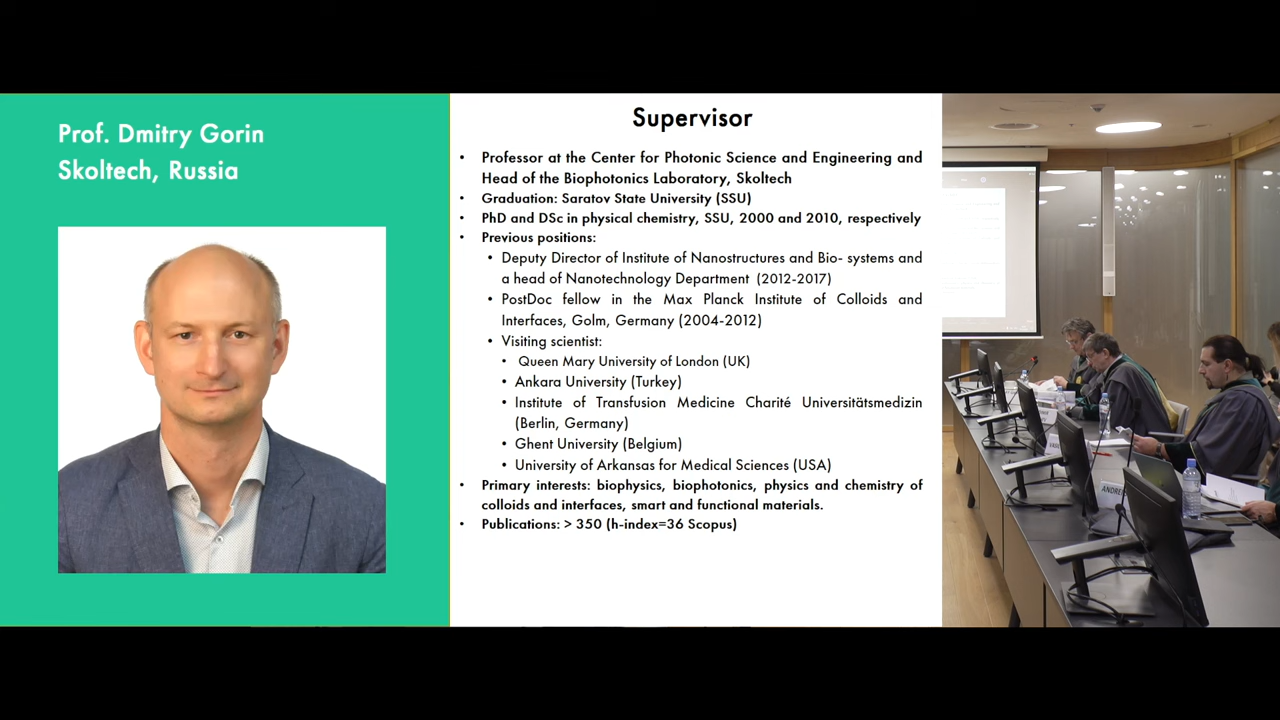 Prof. Dmitry Gorin
Skoltech, Russia
Supervisor
• Professor at the Center for Photonic Science and Engineering and
Head of the Biophotonics Laboratory, Skoltech
• Graduation: Saratov State University (SSU)
• PhD and DSc in physical chemistry, SSU, 2000 and 2010, respectively
• Previous positions:
• Deputy Director of Institute of Nanostructures and Bio- systems and
a head of Nanotechnology Department (2012-2017)
• PostDoc fellow in the Max Planck Institute of Colloids and
Interfaces, Golm, Germany (2004-2012)
• Visiting scientist:
• Queen Mary University of London (UK)
• Ankara University (Turkey)
• Institute of Transfusion Medicine Charité Universitätsmedizin
(Berlin, Germany)
• Ghent University (Belgium)
• University of Arkansas for Medical Sciences (USA)
• Primary interests: biophysics, biophotonics, physics and chemistry of
colloids and interfaces, smart and functional materials.
• Publications: > 350 (h-index=36 Scopus)